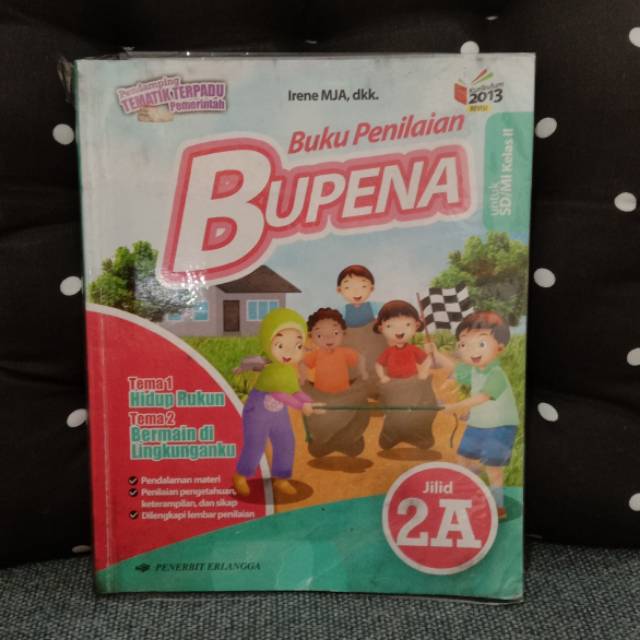 Pendamping
TEMATIK TERPADU
Pemerintah
Irene MJA, dkk.
Kurikulum
2013
REVISI
Buku Penilaian
BUPENA
untuk
SD/MI Kelas II
Tema 1
Hidup Rukun
Tema 2
Bermain di
Lingkunganku
Pendalaman materi
Penilaian pengetahuan,
keterampilan, dan sikap
Dilengkapi lembar penilaian
Jilid
2A
PENERBIT ERLANGGA